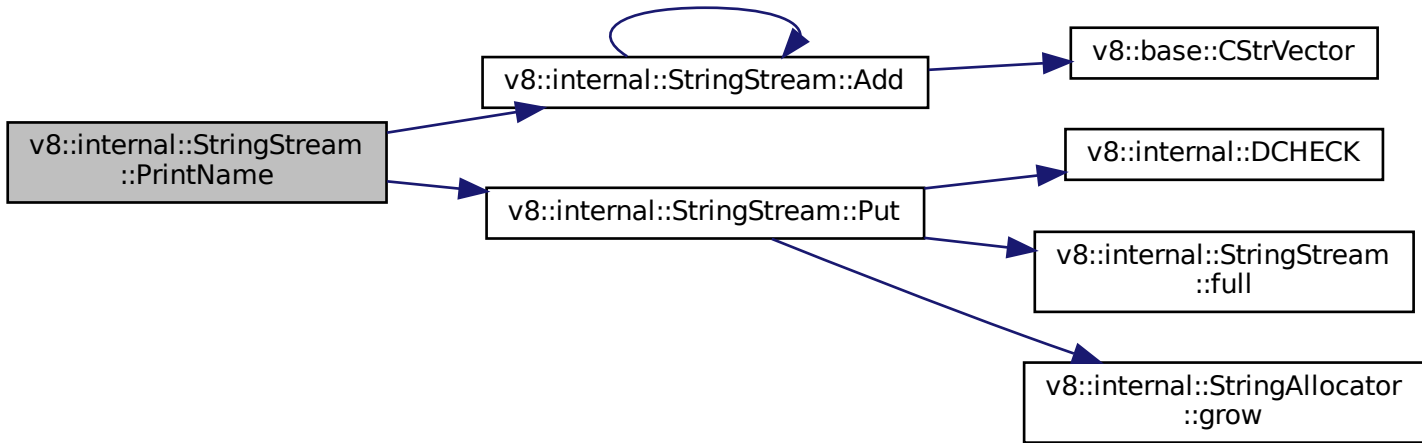 v8::internal::StringStream
::PrintName
v8::internal::StringStream::Add
v8::base::CStrVector
v8::internal::StringStream::Put
v8::internal::DCHECK
v8::internal::StringStream
::full
v8::internal::StringAllocator
::grow